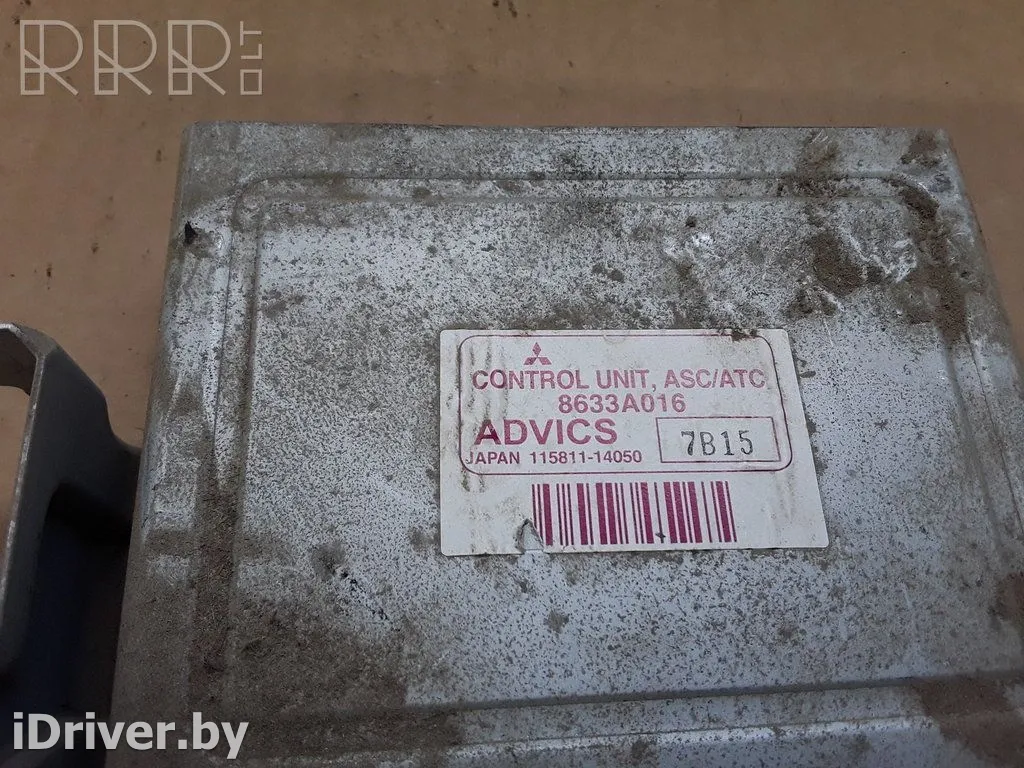 RRR.LT
CONTROL UNIT, ASC/ATC
8633A016
ADVICS 7B15
JAPAN 115811-14050
iDriver.by